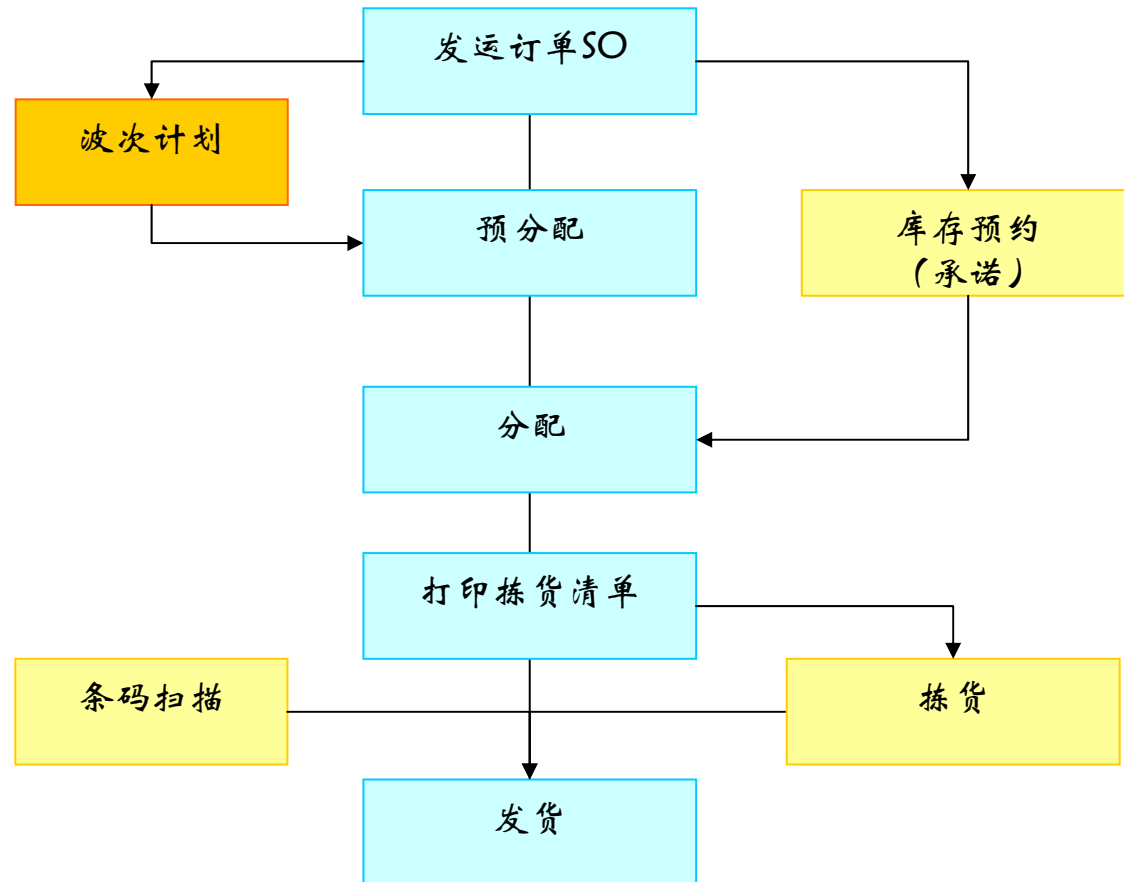 发运订单SO
波次计划
预分配
库存预约
（承诺）
分配
打印拣货清单
条码扫描
拣货
发货